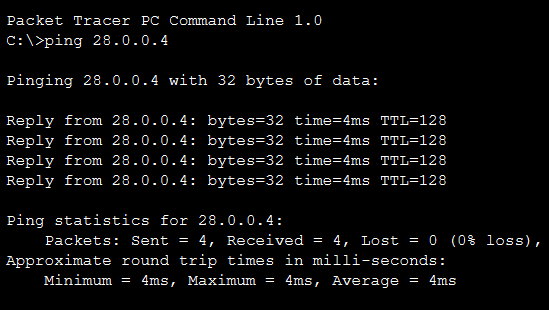 Packet Tracer PC Command Line 1.0
C:\>ping 28.0.0.4
Pinging 28.0.0.4 with 32 bytes of data:
Reply from 28.0.0.4: bytes=32 time=4ms TTL=128
Reply from 28.0.0.4: bytes=32 time=4ms TTL=128
Reply from 28.0.0.4: bytes=32 time=4ms TTL=128
Reply from 28.0.0.4: bytes=32 time=4ms TTL=128
Ping statistics for 28.0.0.4:
    Packets: Sent = 4, Received = 4, Lost = 0 (0% loss),
Approximate round trip times in milli-seconds:
    Minimum = 4ms, Maximum = 4ms, Average = 4ms